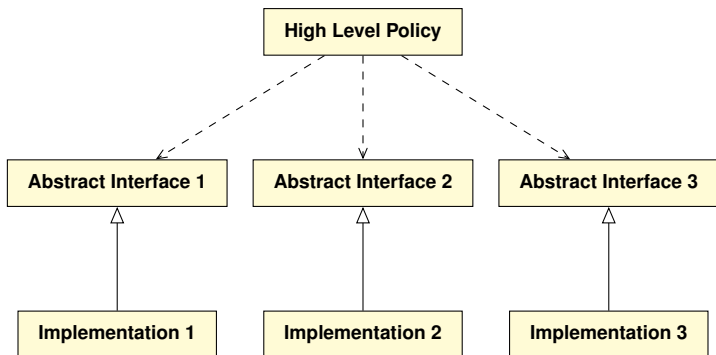 High Level Policy
Abstract Interface 1 Abstract Interface 2 Abstract Interface 3
Implementation 1 Implementation 2 Implementation 3